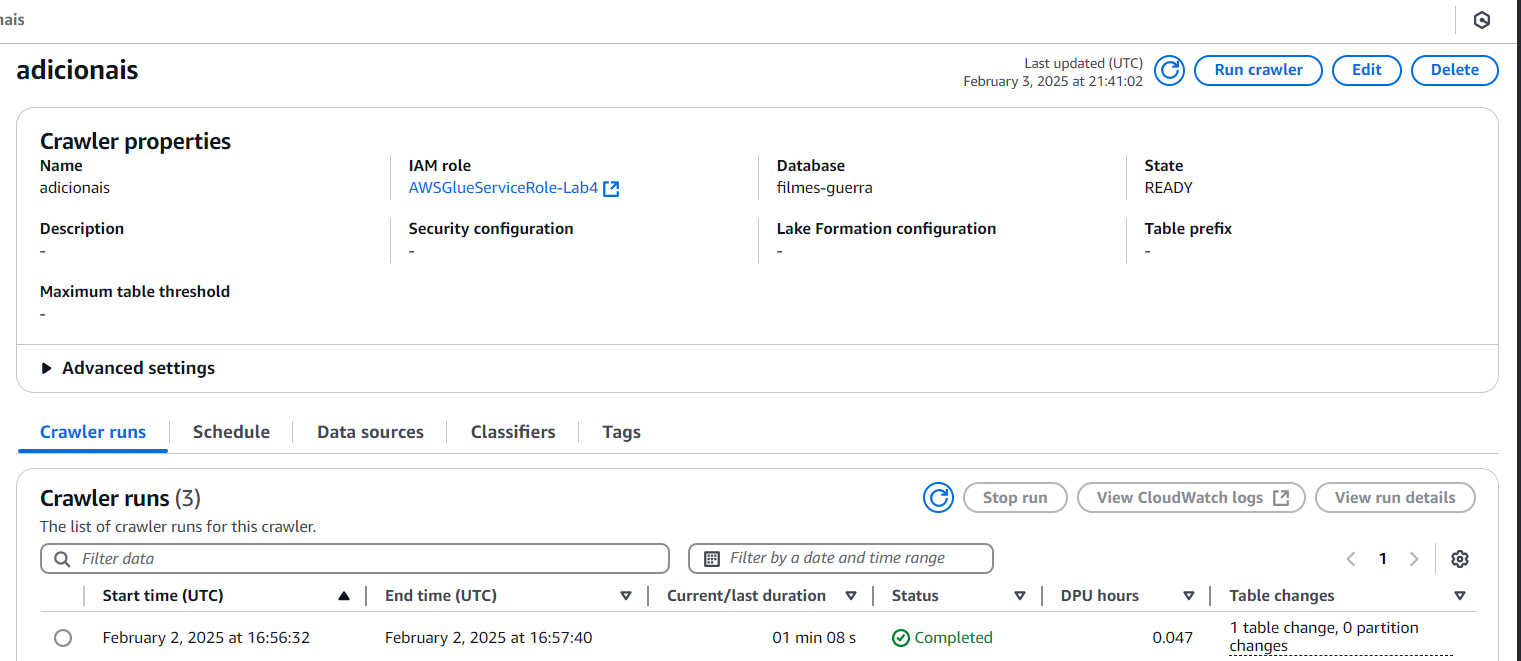 nais
adicionais
Last updated (UTC)
February 3, 2025 at 21:41:02
Run crawler
Edit
Delete
Crawler properties
Name
adicionais
IAM role
AWSGlueServiceRole-Lab4
Database
filmes-guerra
State
READY
Description
-
Security configuration
-
Lake Formation configuration
-
Table prefix
-
Maximum table threshold
-
Advanced settings
Crawler runs
Schedule
Data sources
Classifiers
Tags
Crawler runs (3)
The list of crawler runs for this crawler.
Stop run
View CloudWatch logs
View run details
Filter data
Filter by a date and time range
1
Start time (UTC)
End time (UTC)
Current/last duration
Status
DPU hours
Table changes
February 2, 2025 at 16:56:32
February 2, 2025 at 16:57:40
01 min 08 s
Completed
0.047
1 table change, 0 partition
changes